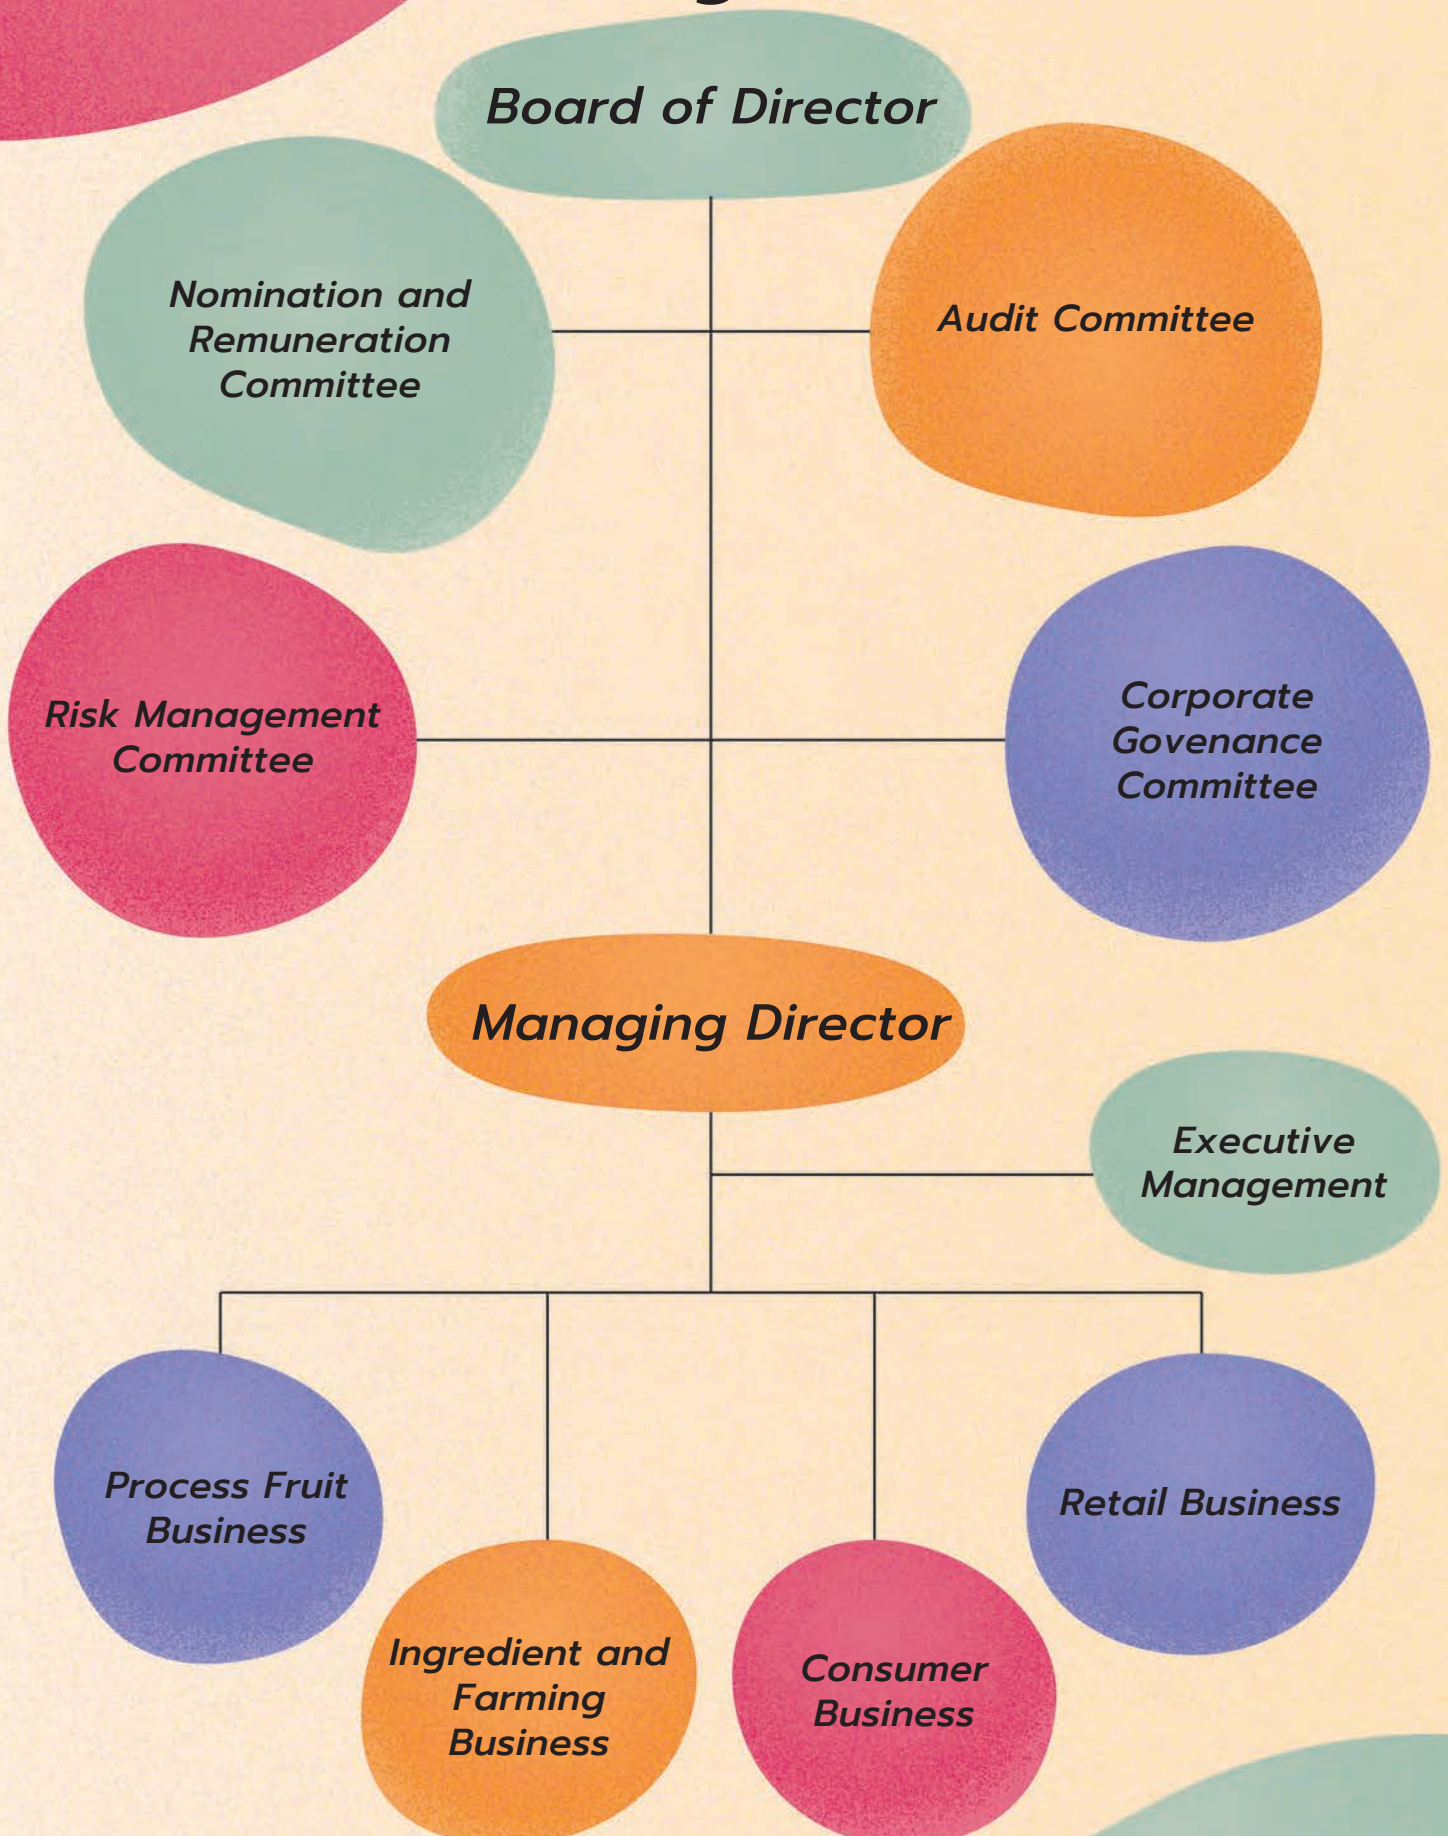 Board of Director
Nomination and
Remuneration
Committee
Audit Committee
Risk Management
Committee
Corporate
Govenance
Committee
Managing Director
Executive
Management
Process Fruit
Business
Retail Business
Ingredient and
Farming
Business
Consumer
Business